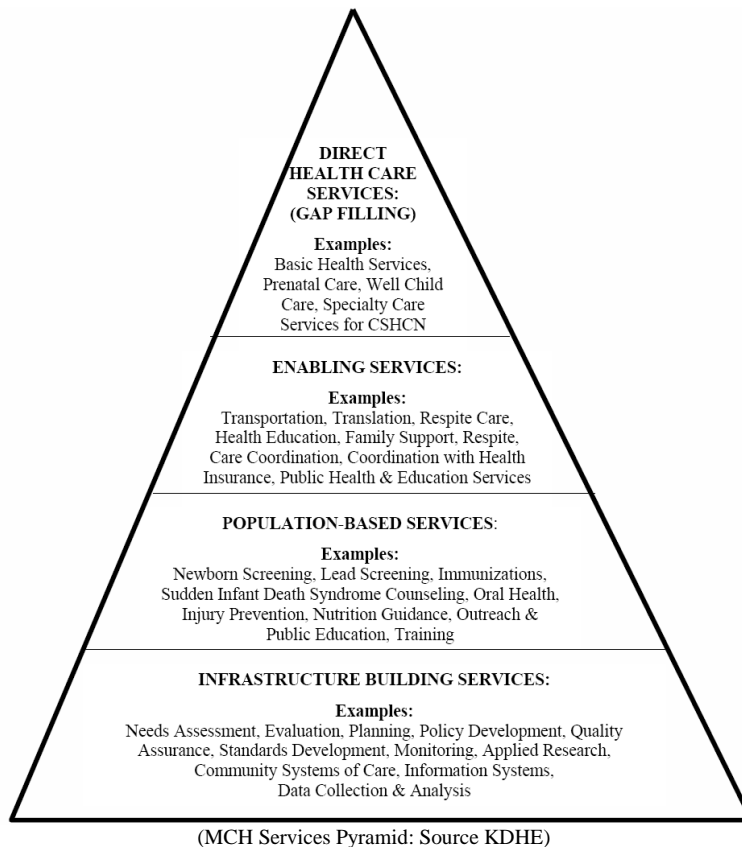 DIRECT
HEALTH CARE
SERVICES:
(GAP FILLING)
Examples:
Basic Health Services,
Prenatal Care, Well Child
Care, Specialty Care
Services for CSHCN
ENABLING SERVICES:
Examples:
Transportation, Translation, Respite Care,
Health Education, Family Support, Respite,
Care Coordination, Coordination with Health
Insurance, Public Health & Education Services
POPULATION-BASED SERVICES:
Examples:
Newborn Screening, Lead Screening, Immunizations,
Sudden Infant Death Syndrome Counseling, Oral Health,
Injury Prevention, Nutrition Guidance, Outreach &
Public Education, Training
INFRASTRUCTURE BUILDING SERVICES:
Examples:
Needs Assessment, Evaluation, Planning, Policy Development, Quality
Assurance, Standards Development, Monitoring, Applied Research,
Community Systems of Care, Information Systems,
Data Collection & Analysis
(MCH Services Pyramid: Source KDHE)